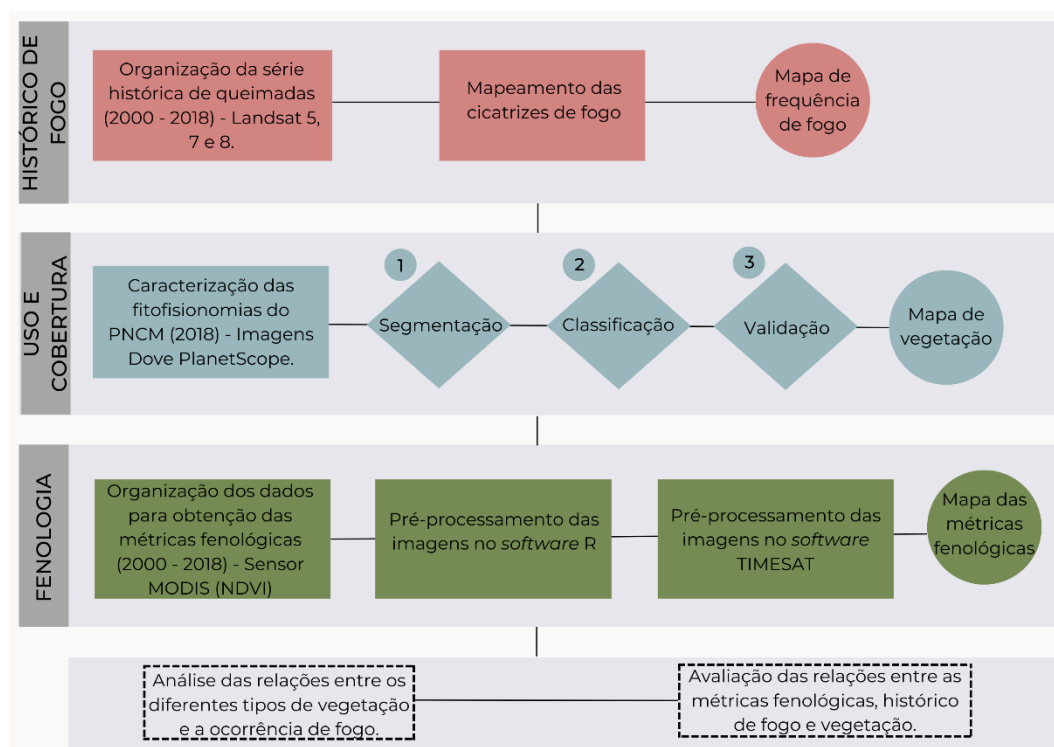 HISTÓRICO DE
FOGO
Organização da série
histórica de queimadas
(2000 - 2018) - Landsat 5,
7 e 8.
Mapeamento das
cicatrizes de fogo
Mapa de
frequência
de fogo
USO E
COBERTURA
Caracterização das
fitofisionomias do
PNCM (2018) - Imagens
Dove PlanetScope.
1
Segmentação
2
Classificação
3
Validação
Mapa de
vegetação
FENOLOGIA
Organização dos dados
para obtenção das
métricas fenológicas
(2000 - 2018) - Sensor
MODIS (NDVI)
Pré-processamento das
imagens no software R
Pré-processamento das
imagens no software
TIMESAT
Mapa das
métricas
fenológicas
Análise das relações entre os
diferentes tipos de vegetação
e a ocorrência de fogo.
Avaliação das relações entre as
métricas fenológicas, histórico
de fogo e vegetação.